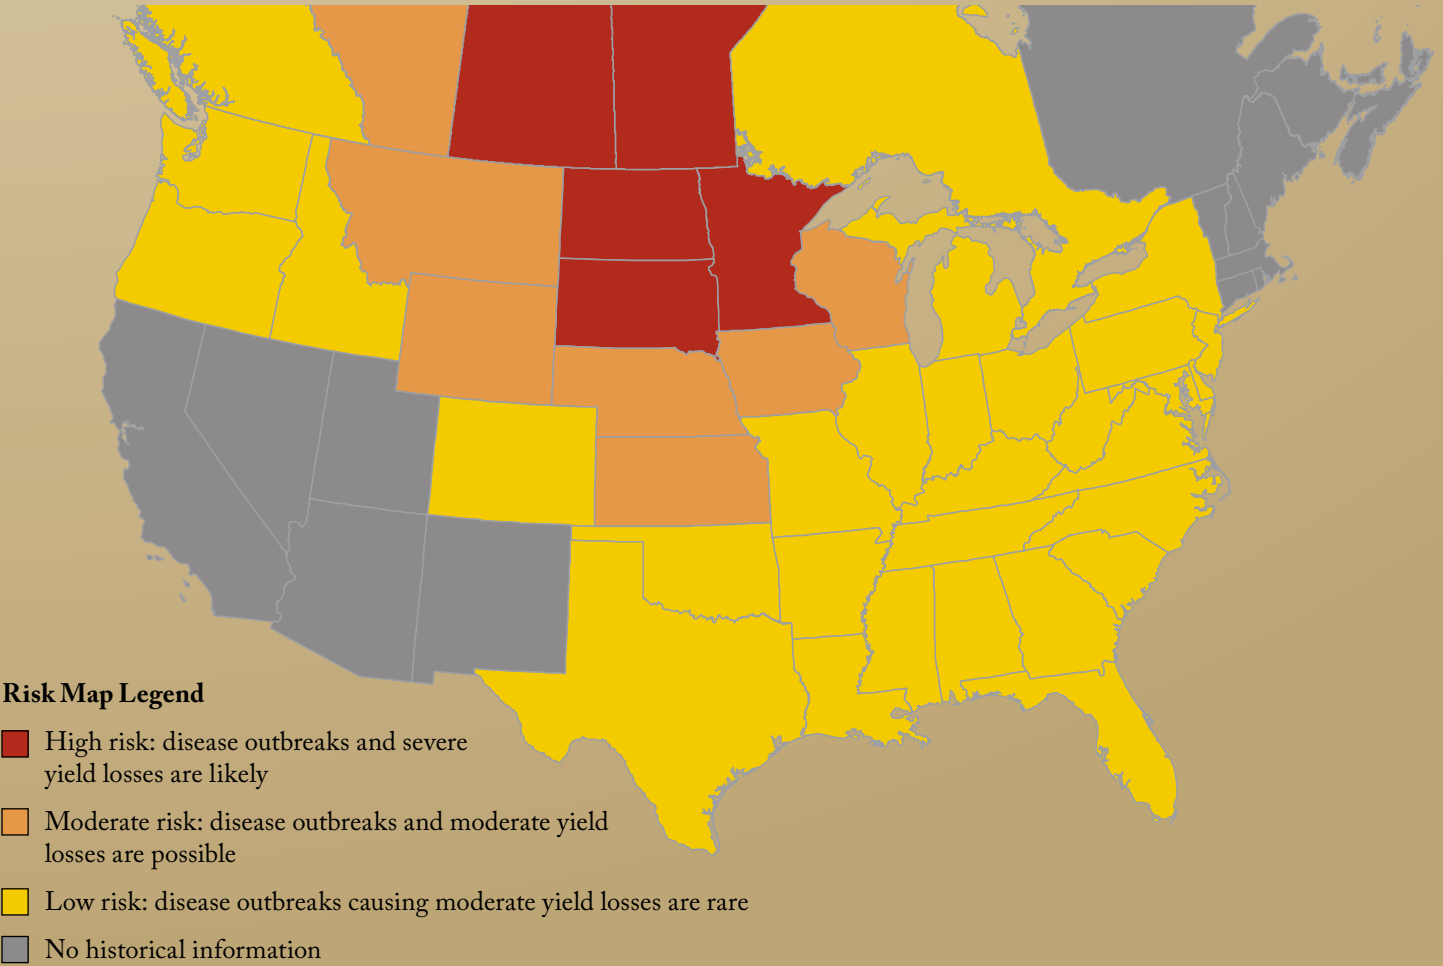 Risk Map Legend
High risk: disease outbreaks and severe
yield losses are likely
Moderate risk: disease outbreaks and moderate yield
losses are possible
Low risk: disease outbreaks causing moderate yield losses are rare
No historical information